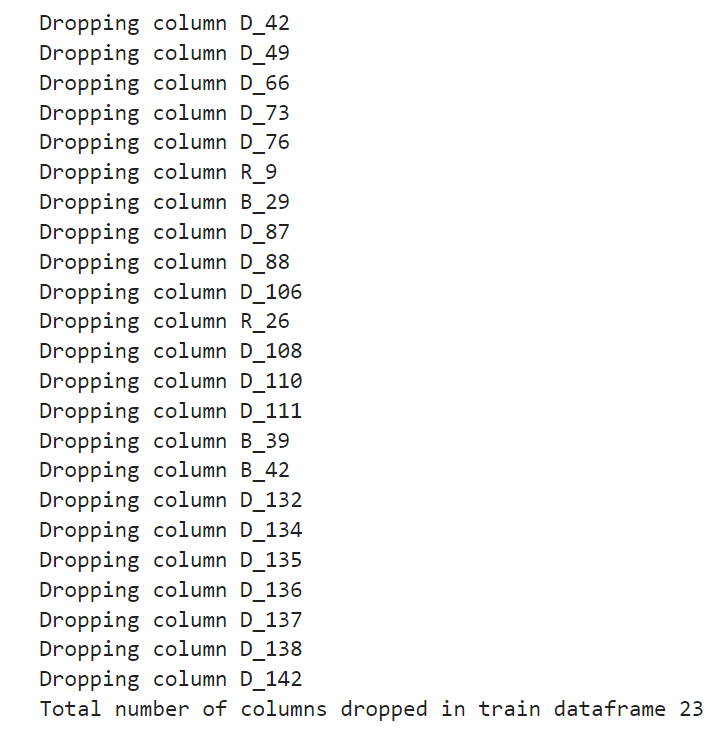 Dropping column D_42
Dropping column D_49
Dropping column D_66
Dropping column D_73
Dropping column D_76
Dropping column R_9
Dropping column B_29
Dropping column D_87
Dropping column D_88
Dropping column D_106
Dropping column R_26
Dropping column D_108
Dropping column D_110
Dropping column D_111
Dropping column B_39
Dropping column B_42
Dropping column D_132
Dropping column D_134
Dropping column D_135
Dropping column D_136
Dropping column D_137
Dropping column D_138
Dropping column D_142
Total number of columns dropped in train dataframe 23